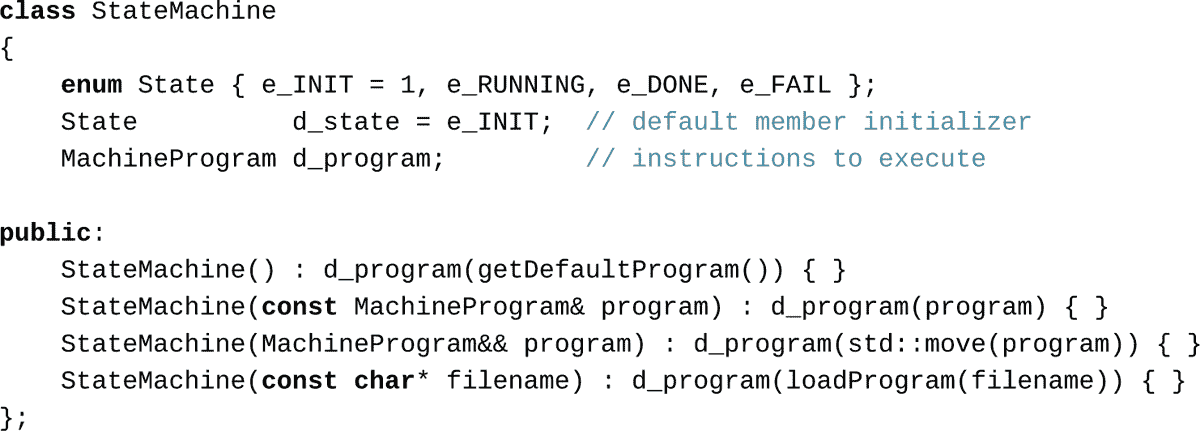 class StateMachine
{
    enum State { e_INIT = 1, e_RUNNING, e_DONE, e_FAIL };
    State          d_state = e_INIT;  // default member initializer
    MachineProgram d_program;         // instructions to execute

public:
    StateMachine() : d_program(getDefaultProgram()) { }
    StateMachine(const MachineProgram& program) : d_program(program) { }
    StateMachine(MachineProgram&& program) : d_program(std::move(program)) { }
    StateMachine(const char* filename) : d_program(loadProgram(filename)) { }
};